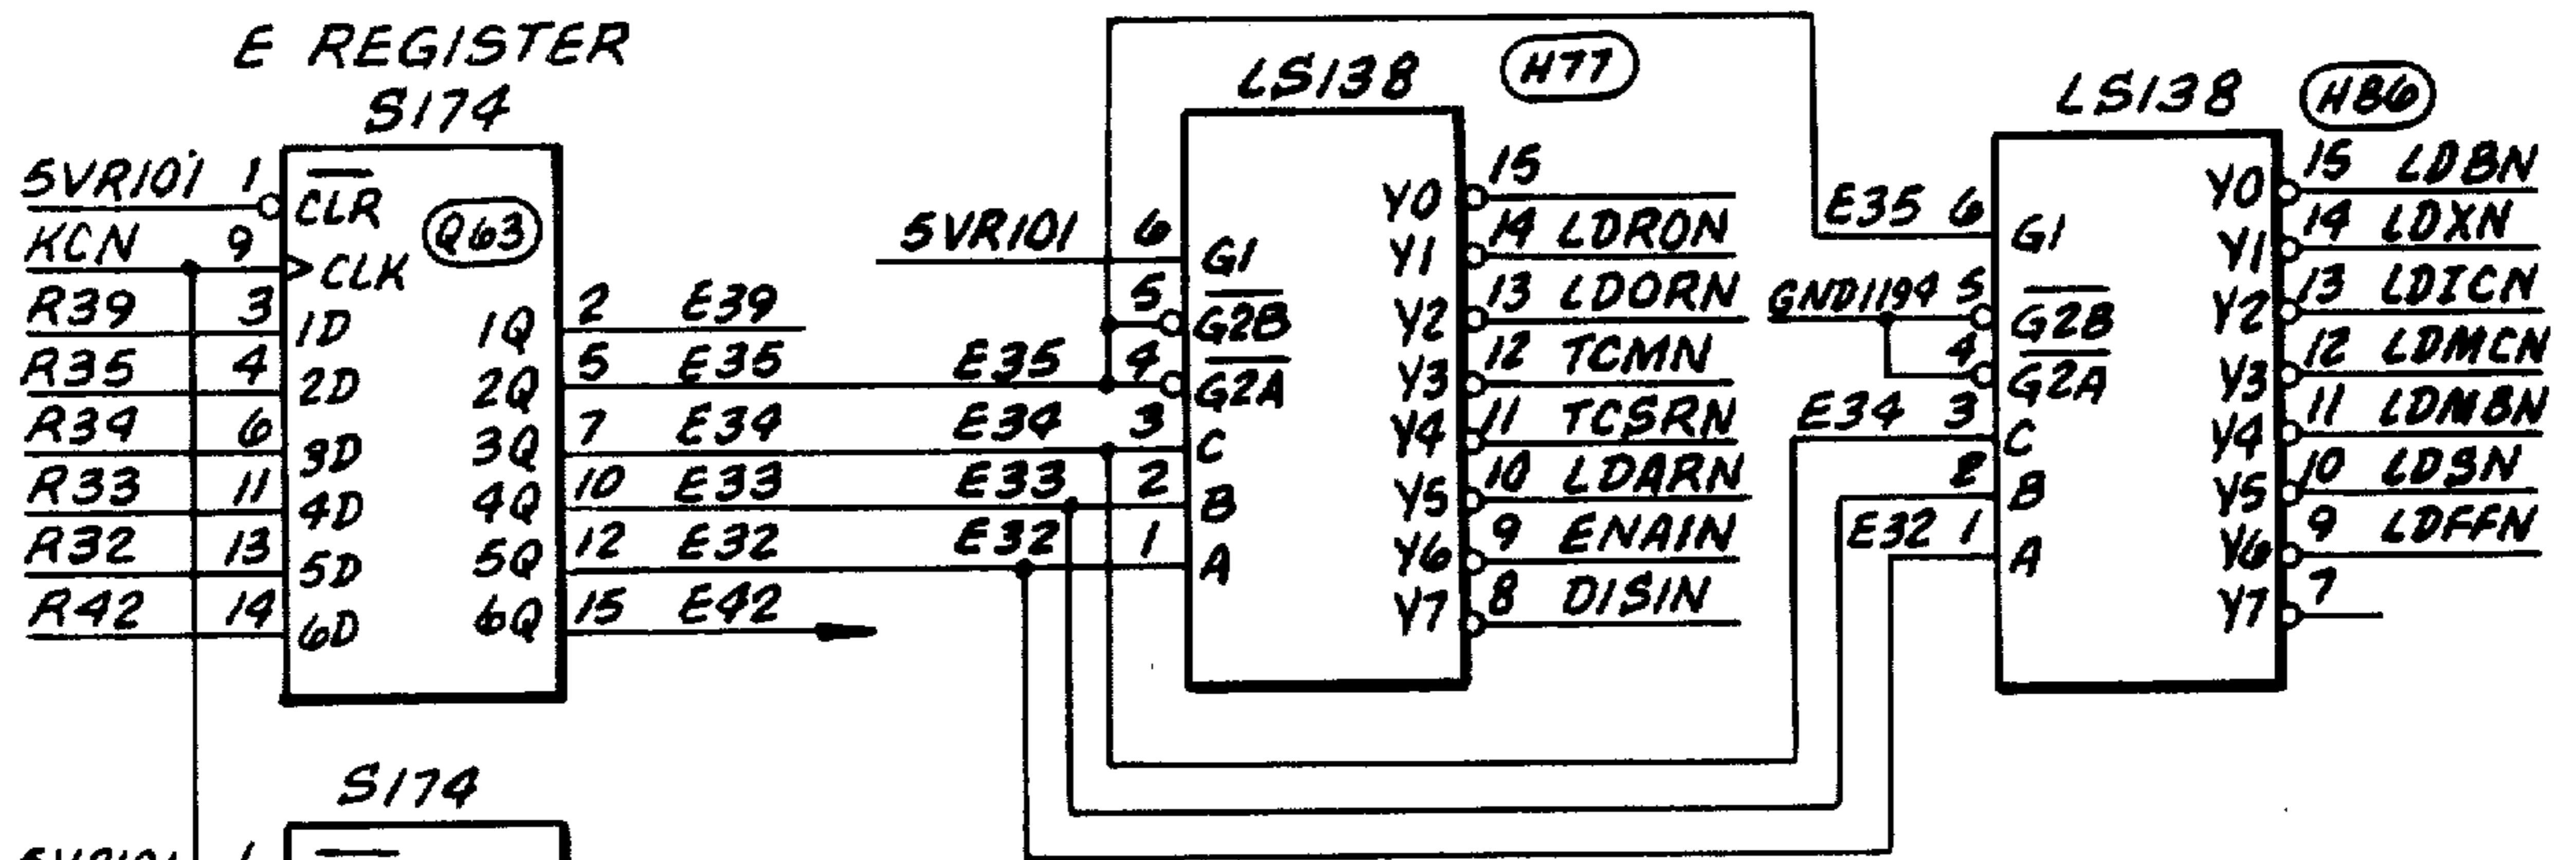 E REGISTER
S174
5VR101 1 CLR
Q63
KCN 9 CLK
R39 3 1D
R35 4 2D
R34 6 3D
R33 11 4D
R32 13 5D
R42 14 6D
1Q 2 E39
2Q 5 E35
3Q 7 E34
4Q 10 E33
5Q 12 E32
6Q 15 E42
LS138 H77
5VR101 6 G1
5 G2B
E35 4 G2A
E34 3 C
E33 2 B
E32 1 A
Y0 15
Y1 14 LDRON
Y2 13 LDORN
Y3 12 TCMN
Y4 11 TCSRN
Y5 10 LDARN
Y6 9 ENAIN
Y7 8 DISIN
LS138 H86
E35 6 G1
GND1194 5 G2B
4 G2A
E34 3 C
2 B
E32 1 A
Y0 15 LDBN
Y1 14 LDXN
Y2 13 LDICN
Y3 12 LDMCN
Y4 11 LDMBN
Y5 10 LDSN
Y6 9 LDFFN
Y7 7
S174
5VR101 1